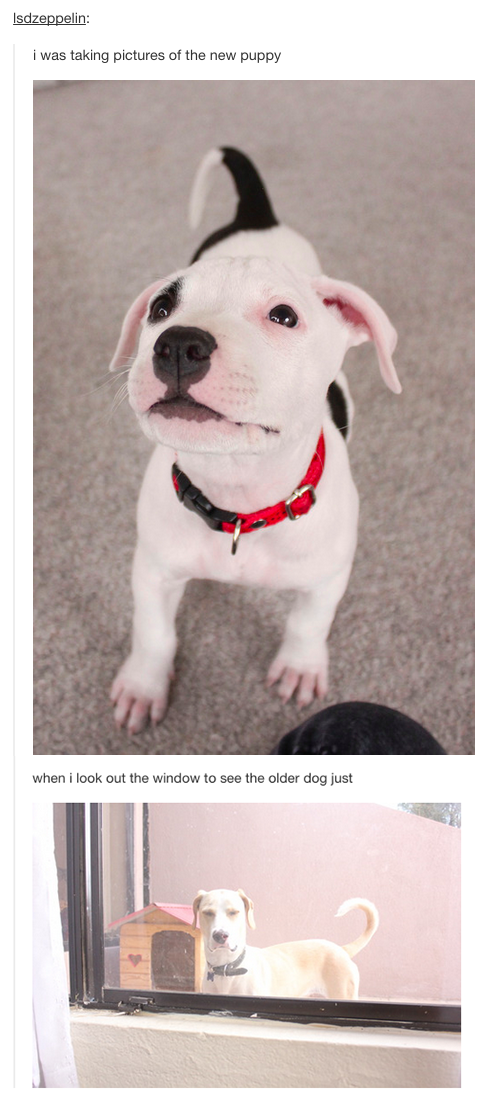 lsdzeppelin:
i was taking pictures of the new puppy
when i look out the window to see the older dog just